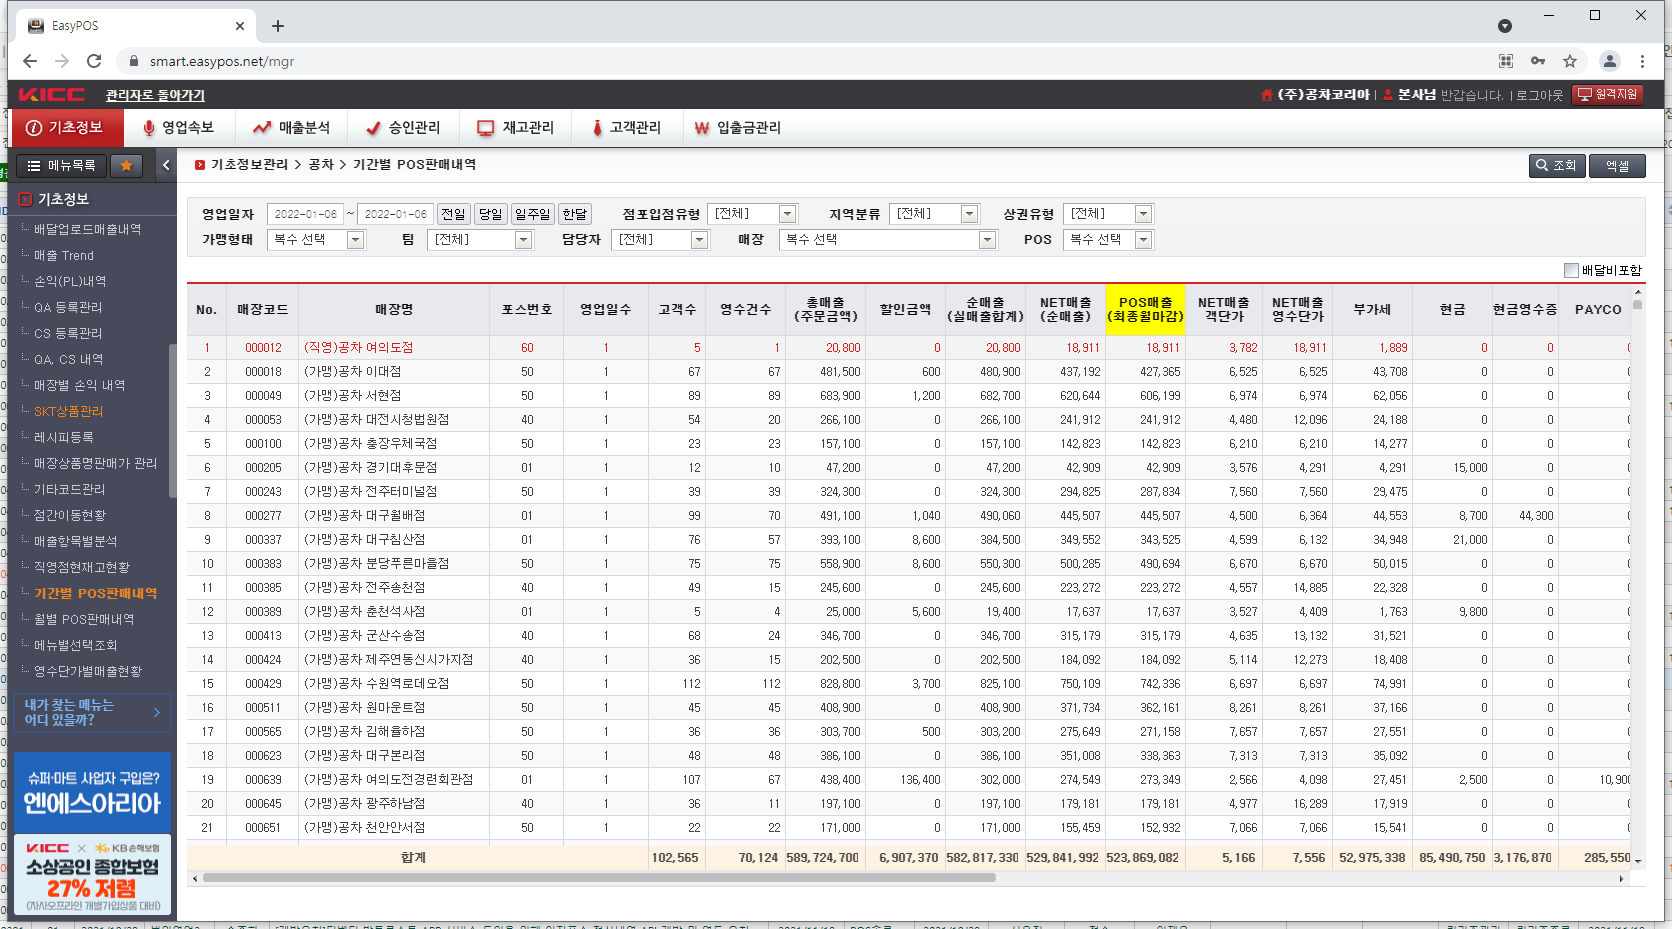 EasyPOS
smart.easypos.net/mgr
KICC 관리자로 돌아가기
(주)공차코리아 | 본사님 반갑습니다. | 로그아웃 원격지원
기초정보 영업속보 매출분석 승인관리 재고관리 고객관리 입출금관리
메뉴목록
기초정보관리 > 공차 > 기간별 POS판매내역
조회 엑셀
기초정보
배달업로드매출내역
매출 Trend
손익(PL)내역
QA 등록관리
CS 등록관리
QA, CS 내역
매장별 손익 내역
SKT상품관리
레시피등록
매장상품명판매가 관리
기타코드관리
점간이동현황
매출항목별분석
직영점현재고현황
기간별 POS판매내역
월별 POS판매내역
메뉴별선택조회
영수단가별매출현황
내가 찾는 메뉴는
어디 있을까?
슈퍼·마트 사업자 구입은?
엔에스아리아
KICC × KB손해보험
소상공인 종합보험
27% 저렴
(자사오프라인 개별가입상품 대비)
영업일자 2022-01-06 ~ 2022-01-06 전일 당일 일주일 한달 점포입점유형 [전체] 지역분류 [전체] 상권유형 [전체]
가맹형태 복수 선택 팀 [전체] 담당자 [전체] 매장 복수 선택 POS 복수 선택
배달비포함
No. 매장코드 매장명 포스번호 영업일수 고객수 영수건수 총매출 (주문금액) 할인금액 순매출 (실매출합계) NET매출 (순매출) POS매출 (최종월마감) NET매출 객단가 NET매출 영수단가 부가세 현금 현금영수증 PAYCO
1 000012 (직영)공차 여의도점 60 1 5 1 20,800 0 20,800 18,911 18,911 3,782 18,911 1,889 0 0 0
2 000018 (가맹)공차 이대점 50 1 67 67 481,500 600 480,900 437,192 427,365 6,525 6,525 43,708 0 0 0
3 000049 (가맹)공차 서현점 50 1 89 89 683,900 1,200 682,700 620,644 606,199 6,974 6,974 62,056 0 0 0
4 000053 (가맹)공차 대전시청법원점 40 1 54 20 266,100 0 266,100 241,912 241,912 4,480 12,096 24,188 0 0 0
5 000100 (가맹)공차 충장우체국점 50 1 23 23 157,100 0 157,100 142,823 142,823 6,210 6,210 14,277 0 0 0
6 000205 (가맹)공차 경기대후문점 01 1 12 10 47,200 0 47,200 42,909 42,909 3,576 4,291 4,291 15,000 0 0
7 000243 (가맹)공차 전주터미널점 50 1 39 39 324,300 0 324,300 294,825 287,834 7,560 7,560 29,475 0 0 0
8 000277 (가맹)공차 대구월배점 01 1 99 70 491,100 1,040 490,060 445,507 445,507 4,500 6,364 44,553 8,700 44,300 0
9 000337 (가맹)공차 대구침산점 01 1 76 57 393,100 8,600 384,500 349,552 343,525 4,599 6,132 34,948 21,000 0 0
10 000383 (가맹)공차 분당푸른마을점 50 1 75 75 558,900 8,600 550,300 500,285 490,694 6,670 6,670 50,015 0 0 0
11 000385 (가맹)공차 전주송천점 40 1 49 15 245,600 0 245,600 223,272 223,272 4,557 14,885 22,328 0 0 0
12 000389 (가맹)공차 춘천석사점 01 1 5 4 25,000 5,600 19,400 17,637 17,637 3,527 4,409 1,763 9,800 0 0
13 000413 (가맹)공차 군산수송점 40 1 68 24 346,700 0 346,700 315,179 315,179 4,635 13,132 31,521 0 0 0
14 000424 (가맹)공차 제주연동신시가지점 40 1 36 15 202,500 0 202,500 184,092 184,092 5,114 12,273 18,408 0 0 0
15 000429 (가맹)공차 수원역로데오점 50 1 112 112 828,800 3,700 825,100 750,109 742,336 6,697 6,697 74,991 0 0 0
16 000511 (가맹)공차 원마운트점 50 1 45 45 408,900 0 408,900 371,734 362,161 8,261 8,261 37,166 0 0 0
17 000565 (가맹)공차 김해율하점 50 1 36 36 303,700 500 303,200 275,649 271,158 7,657 7,657 27,551 0 0 0
18 000623 (가맹)공차 대구본리점 50 1 48 48 386,100 0 386,100 351,008 338,363 7,313 7,313 35,092 0 0 0
19 000639 (가맹)공차 여의도전경련회관점 01 1 107 67 438,400 136,400 302,000 274,549 273,349 2,566 4,098 27,451 2,500 0 10,900
20 000645 (가맹)공차 광주하남점 40 1 36 11 197,100 0 197,100 179,181 179,181 4,977 16,289 17,919 0 0 0
21 000651 (가맹)공차 천안안서점 50 1 22 22 171,000 0 171,000 155,459 152,932 7,066 7,066 15,541 0 0 0
합계 102,565 70,124 589,724,700 6,907,370 582,817,330 529,841,992 523,869,082 5,166 7,556 52,975,338 85,490,750 3,176,870 285,550